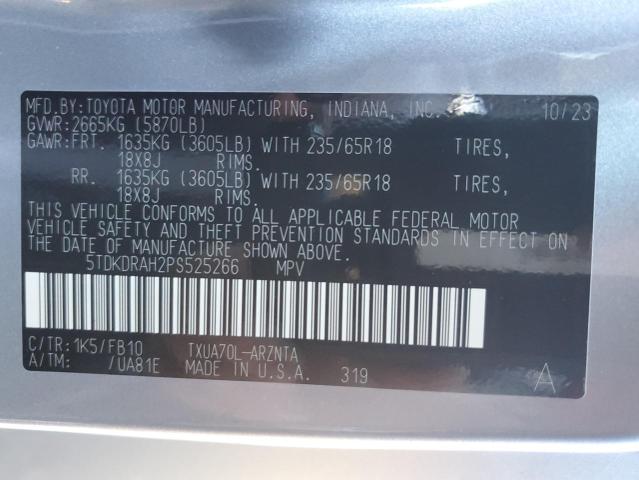 MFD.BY:TOYOTA MOTOR MANUFACTURING, INDIANA, INC. 10/23
GVWR:2665KG (5870LB)
GAWR:FRT. 1635KG (3605LB) WITH 235/65R18 TIRES,
18X8J RIMS.
RR. 1635KG (3605LB) WITH 235/65R18 TIRES,
18X8J RIMS.
THIS VEHICLE CONFORMS TO ALL APPLICABLE FEDERAL MOTOR
VEHICLE SAFETY AND THEFT PREVENTION STANDARDS IN EFFECT ON
THE DATE OF MANUFACTURE SHOWN ABOVE.
5TDKDRAH2PS525266 MPV
C/TR:1K5/FB10 TXUA70L-ARZNTA
A/TM: /UA81E MADE IN U.S.A. 319 A